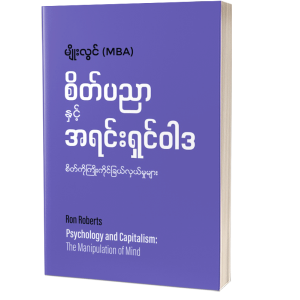 မျိုးလွင် (MBA)
စိတ်ပညာ
နှင့်
အရင်းရှင်ဝါဒ
စိတ်ကိုကြိုးကိုင်ခြယ်လှယ်မှုများ
Ron Roberts
Psychology and Capitalism:
The Manipulation of Mind